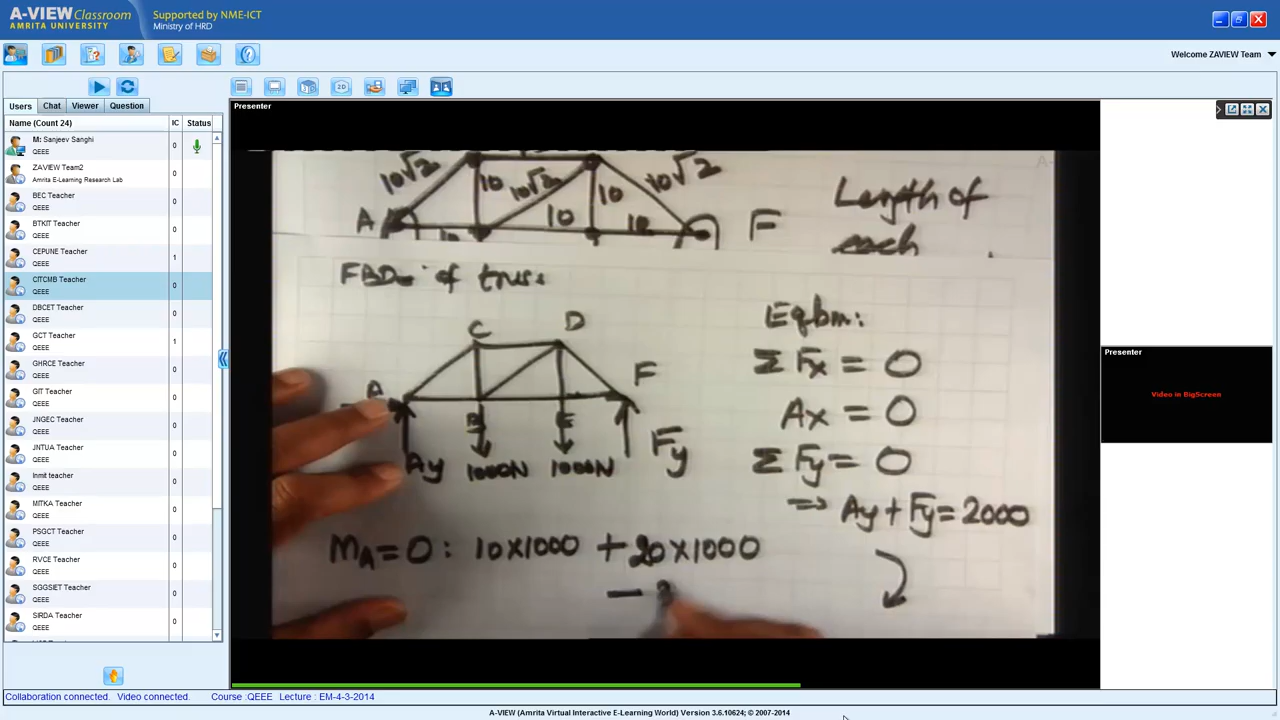 A-VIEW Classroom
AMRITA UNIVERSITY
Supported by NME-ICT
Ministry of HRD
Welcome ZAVIEW Team
Users Chat Viewer Question
Name (Count 24) IC Status
M: Sanjeev Sanghi 0
QEEE
ZAVIEW Team2 0
Amrita E-Learning Research Lab
BEC Teacher 0
QEEE
BTKIT Teacher 0
QEEE
CEPUNE Teacher 1
QEEE
CITCMB Teacher 0
QEEE
DBCET Teacher 0
QEEE
GCT Teacher 1
QEEE
GHRCE Teacher 0
QEEE
GIT Teacher 0
QEEE
JNGEC Teacher 0
QEEE
JNTUA Teacher 0
QEEE
Inmit teacher 0
QEEE
MITKA Teacher 0
QEEE
PSGCT Teacher 0
QEEE
RVCE Teacher 0
QEEE
SGGSIET Teacher 0
QEEE
SIRDA Teacher 0
QEEE
Presenter
10√2 10 10√2 10 10√2
A 10 10 10 F
Length of
each
FBD of truss
C D
A F
B E
Ay 1000N 1000N Fy
Eqbm:
Σ Fx = 0
Ax = 0
Σ Fy = 0
⇒ Ay + Fy = 2000
MA = 0 : 10×1000 + 20×1000
−
Presenter
Video in BigScreen
Collaboration connected. Video connected. Course :QEEE Lecture : EM-4-3-2014
A-VIEW (Amrita Virtual Interactive E-Learning World) Version 3.6.10624; © 2007-2014